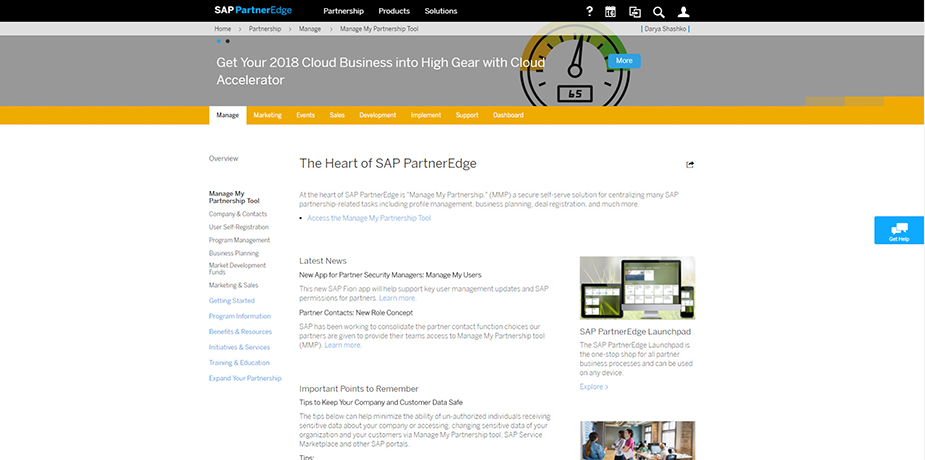 SAP PartnerEdge
Partnership Products Solutions
? 16
Home > Partnership > Manage > Manage My Partnership Tool
Darya Shashko
Get Your 2018 Cloud Business into High Gear with Cloud
Accelerator
More
65
Manage Marketing Events Sales Development Implement Support Dashboard
Overview
Manage My
Partnership Tool
Company & Contacts
User Self-Registration
Program Management
Business Planning
Market Development
Funds
Marketing & Sales
Getting Started
Program Information
Benefits & Resources
Initiatives & Services
Training & Education
Expand Your Partnership
The Heart of SAP PartnerEdge
At the heart of SAP PartnerEdge is "Manage My Partnership," (MMP) a secure self-serve solution for centralizing many SAP
partnership-related tasks including profile management, business planning, deal registration, and much more.
• Access the Manage My Partnership Tool
Latest News
New App for Partner Security Managers: Manage My Users
This new SAP Fiori app will help support key user management updates and SAP
permissions for partners. Learn more.
Partner Contacts: New Role Concept
SAP has been working to consolidate the partner contact function choices our
partners are given to provide their teams access to Manage My Partnership tool
(MMP). Learn more.
Important Points to Remember
Tips to Keep Your Company and Customer Data Safe
The tips below can help minimize the ability of un-authorized individuals receiving
sensitive data about your company or accessing, changing sensitive data of your
organization and your customers via Manage My Partnership tool, SAP Service
Marketplace and other SAP portals.
Tips:
SAP PartnerEdge Launchpad
The SAP PartnerEdge Launchpad
is the one-stop shop for all partner
business processes and can be used
on any device.
Explore >
Get Help